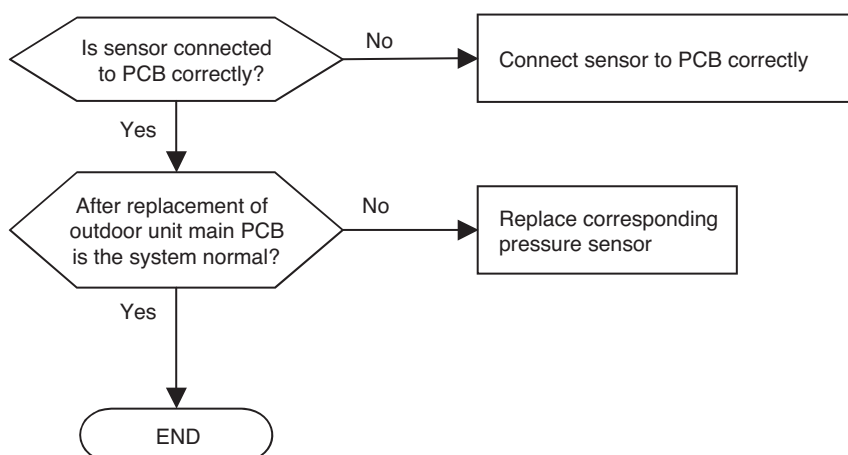 Is sensor connected
to PCB correctly?
No
Connect sensor to PCB correctly
Yes
After replacement of
outdoor unit main PCB
is the system normal?
No
Replace corresponding
pressure sensor
Yes
END